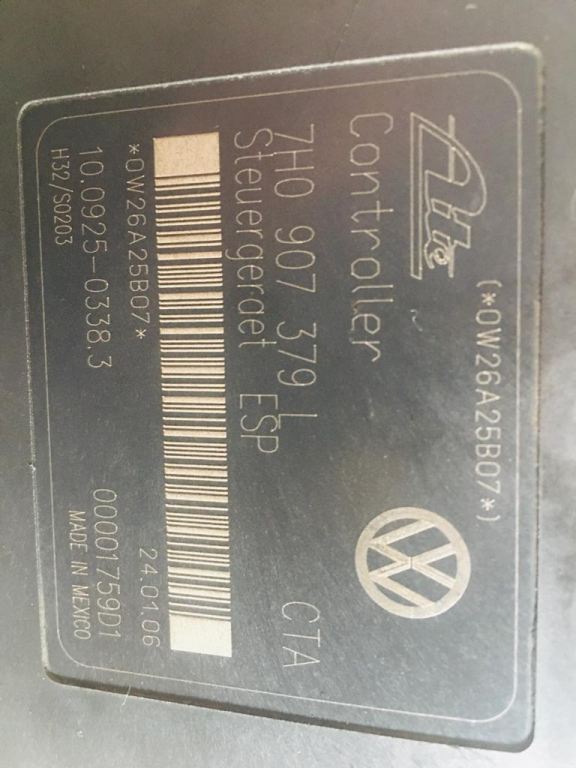 (*0W26A25B07*)
Ate
Controller
7H0 907 379 L CTA
Steuergeraet ESP
*0W26A25B07* 24.01.06
10.0925-0338.3 00001759D1
H32/S0203 MADE IN MEXICO